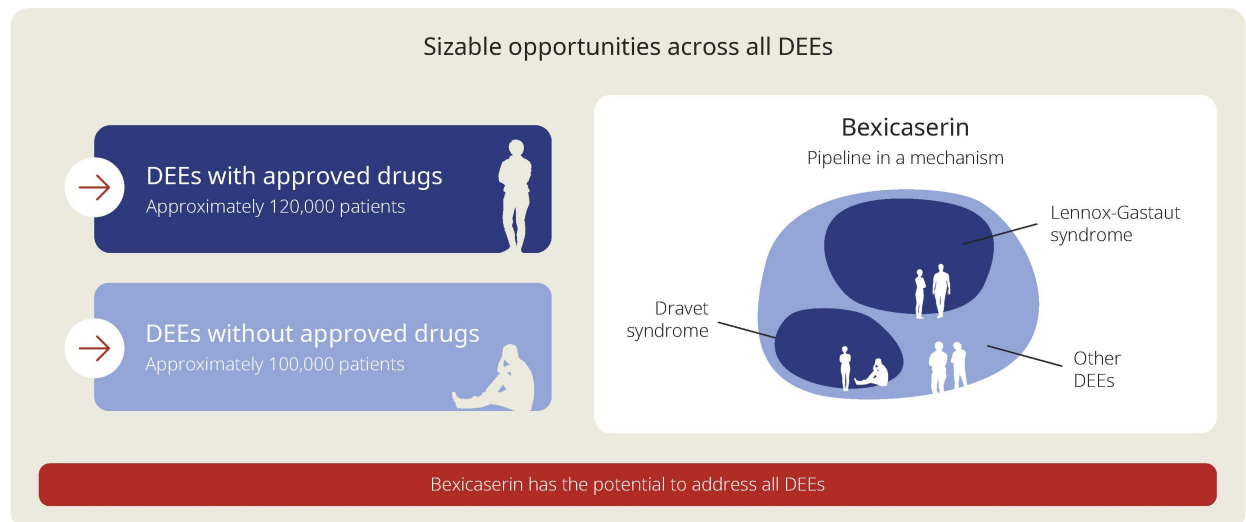 Sizable opportunities across all DEEs
DEEs with approved drugs
Approximately 120,000 patients
DEEs without approved drugs
Approximately 100,000 patients
Bexicaserin
Pipeline in a mechanism
Lennox-Gastaut
syndrome
Dravet
syndrome
Other
DEEs
Bexicaserin has the potential to address all DEEs